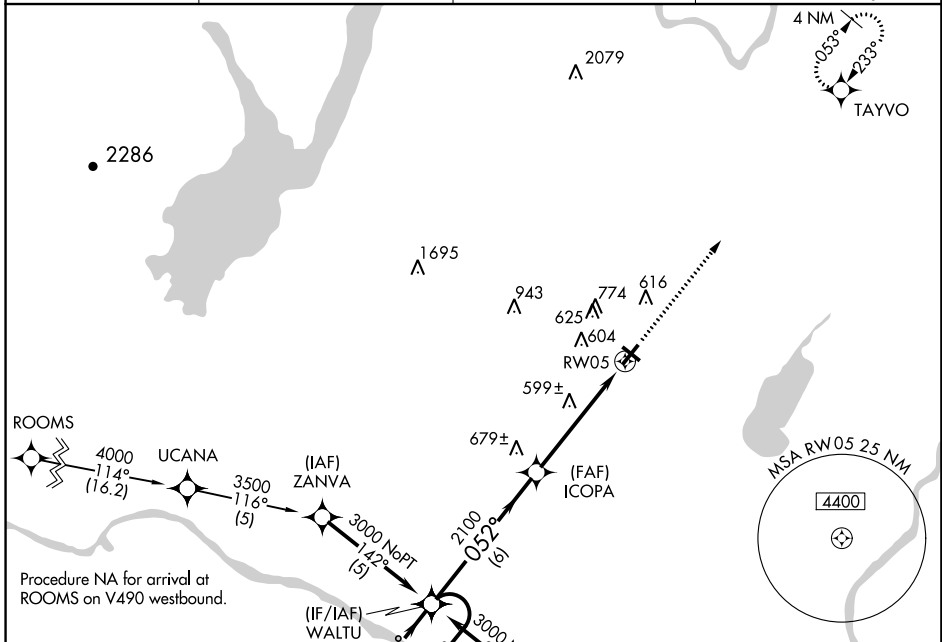 4 NM
053°
233°
TAYVO
2079
2286
1695
943
774
616
625
604
RW05
599±
679±
ROOMS
4000
114°
(16.2)
UCANA
3500
116°
(5)
(IAF)
ZANVA
3000 NoPT
142°
(5)
(FAF)
ICOPA
2100
052°
(6)
MSA RW05 25 NM
4400
Procedure NA for arrival at
ROOMS on V490 westbound.
(IF/IAF)
WALTU
3000